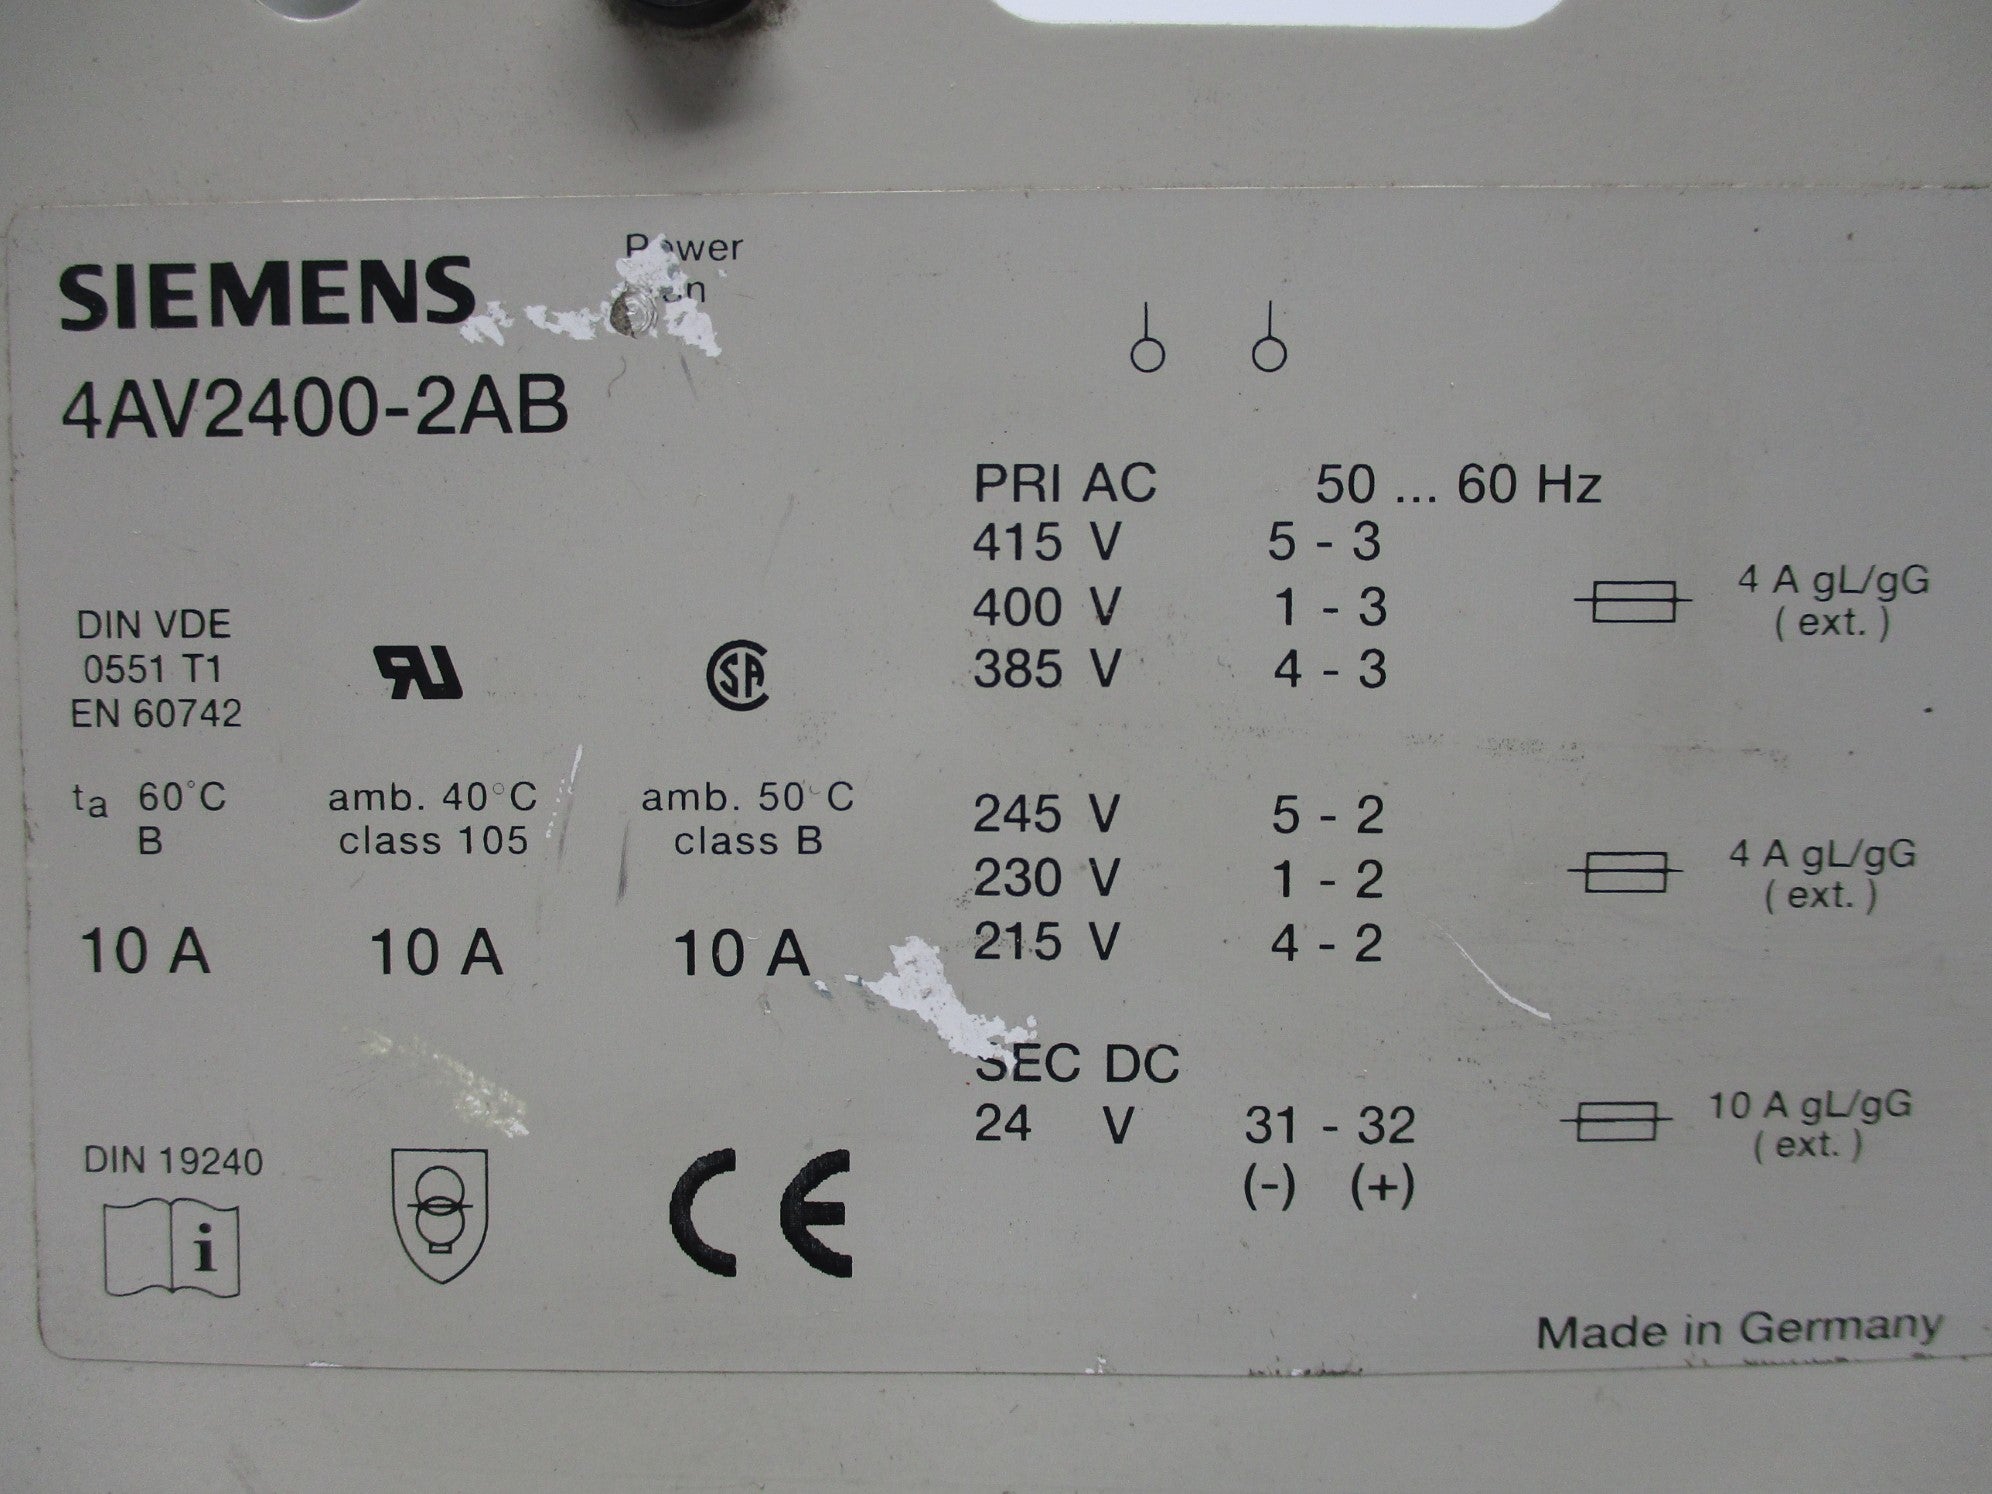 SIEMENS
Power
on
4AV2400-2AB
PRI AC 50 ... 60 Hz
415 V 5 - 3
400 V 1 - 3
385 V 4 - 3
4 A gL/gG
( ext. )
DIN VDE
0551 T1
EN 60742
ta 60°C
B
amb. 40°C
class 105
amb. 50°C
class B
245 V 5 - 2
230 V 1 - 2
215 V 4 - 2
4 A gL/gG
( ext. )
10 A 10 A 10 A
SEC DC
24 V 31 - 32
(-) (+)
10 A gL/gG
( ext. )
DIN 19240
i
CE
Made in Germany